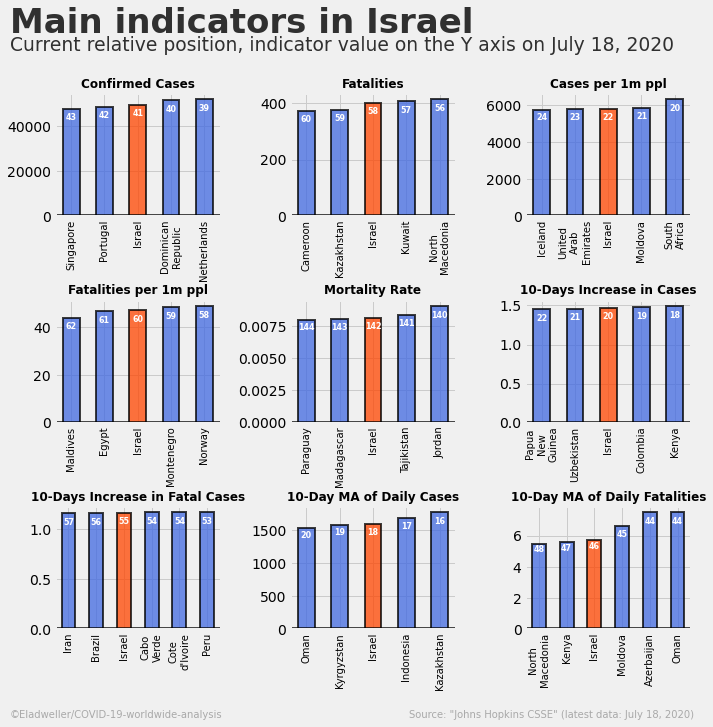 Main indicators in Israel
Current relative position, indicator value on the Y axis on July 18, 2020
Confirmed Cases
40000
20000
0
43
42
41
40
39
Singapore
Portugal
Israel
Dominican
Republic
Netherlands
Fatalities
400
200
0
60
59
58
57
56
Cameroon
Kazakhstan
Israel
Kuwait
North
Macedonia
Cases per 1m ppl
6000
4000
2000
0
24
23
22
21
20
Iceland
United
Arab
Emirates
Israel
Moldova
South
Africa
Fatalities per 1m ppl
40
20
0
62
61
60
59
58
Maldives
Egypt
Israel
Montenegro
Norway
Mortality Rate
0.0075
0.0050
0.0025
0.0000
144
143
142
141
140
Paraguay
Madagascar
Israel
Tajikistan
Jordan
10-Days Increase in Cases
1.5
1.0
0.5
0.0
22
21
20
19
18
Papua
New
Guinea
Uzbekistan
Israel
Colombia
Kenya
10-Days Increase in Fatal Cases
1.0
0.5
0.0
57
56
55
54
54
53
Iran
Brazil
Israel
Cabo
Verde
Cote
d'Ivoire
Peru
10-Day MA of Daily Cases
1500
1000
500
0
20
19
18
17
16
Oman
Kyrgyzstan
Israel
Indonesia
Kazakhstan
10-Day MA of Daily Fatalities
6
4
2
0
48
47
46
45
44
44
North
Macedonia
Kenya
Israel
Moldova
Azerbaijan
Oman
©Eladweller/COVID-19-worldwide-analysis
Source: "Johns Hopkins CSSE" (latest data: July 18, 2020)